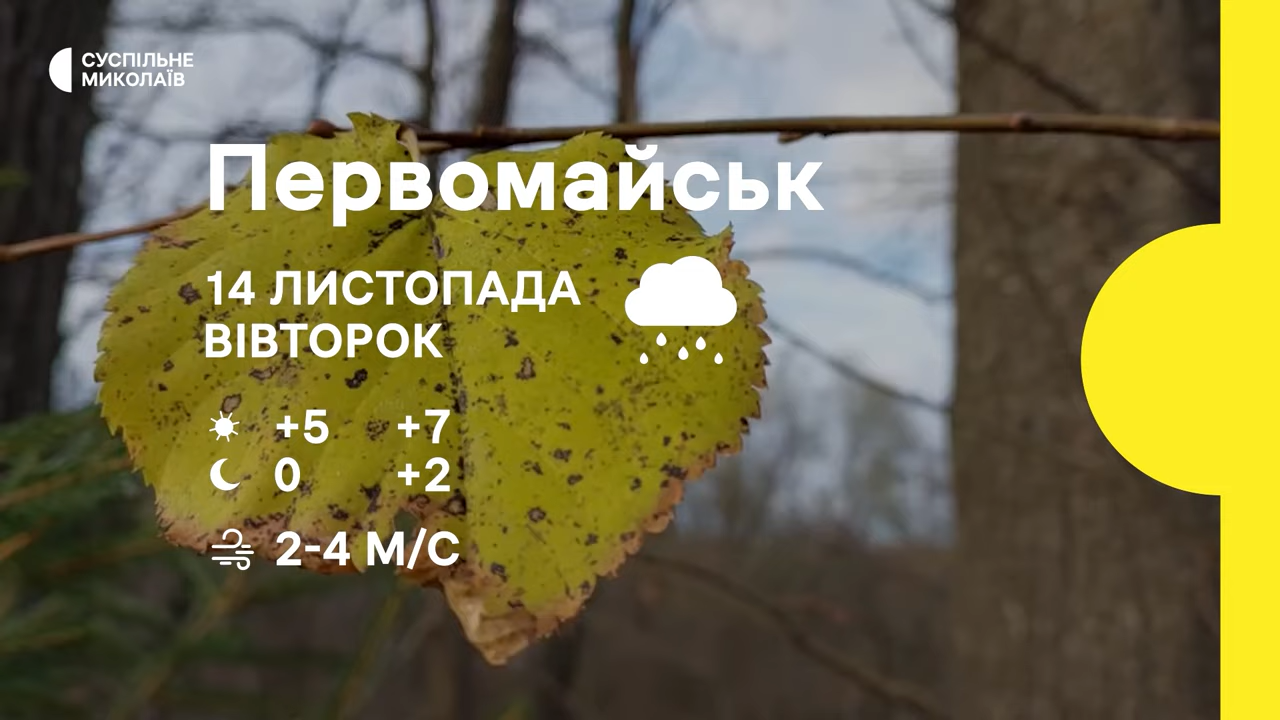 СУСПІЛЬНЕ
МИКОЛАЇВ
Первомайськ
14 ЛИСТОПАДА
ВІВТОРОК
+5 +7
0 +2
2-4 М/С